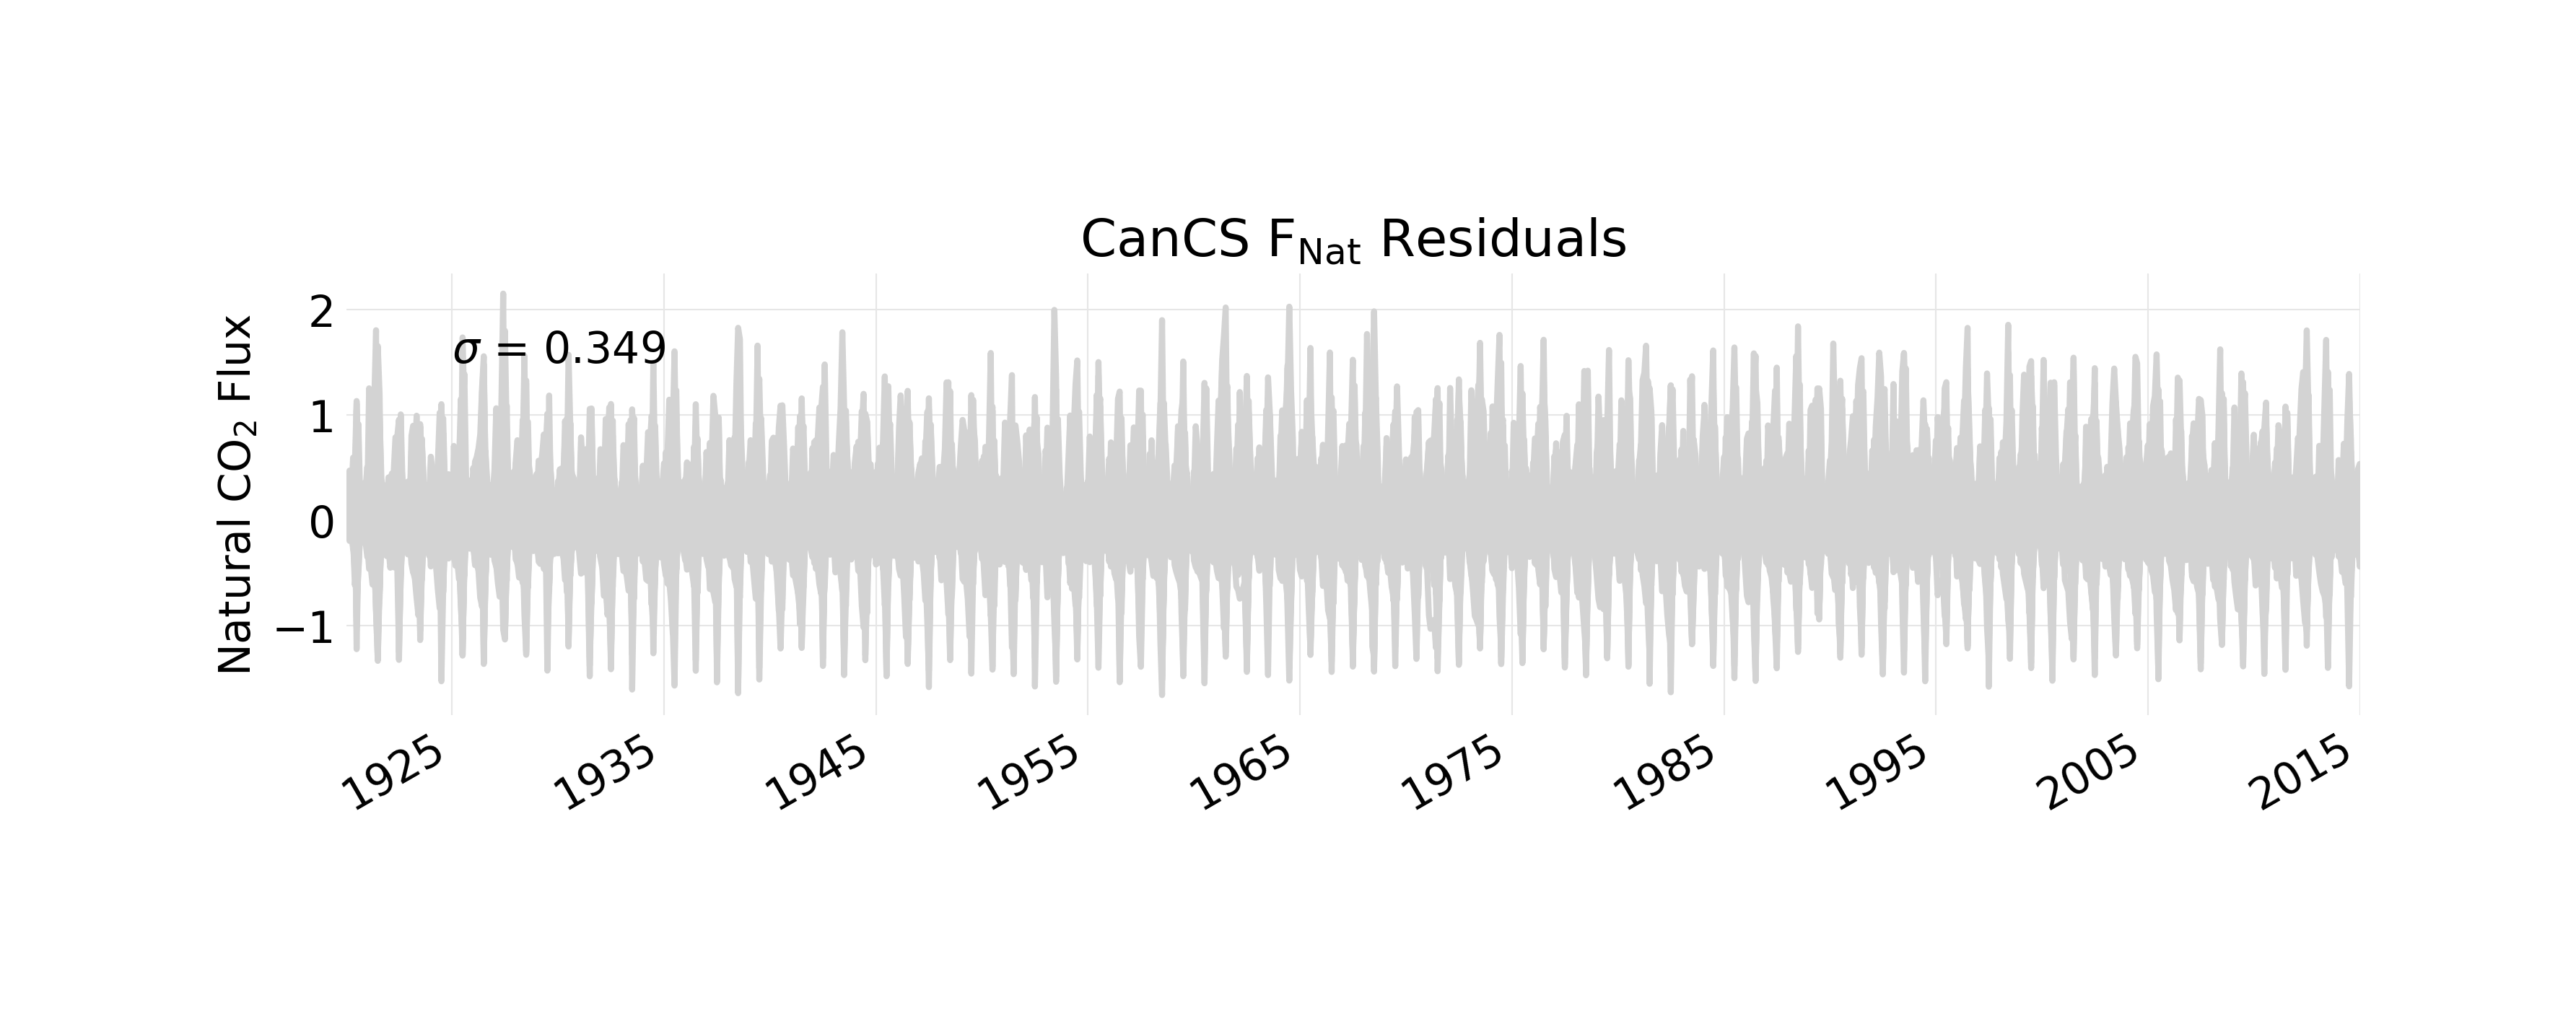 CanCS F_Nat Residuals
Natural CO₂ Flux
2
1
0
−1
σ = 0.349
1925 1935 1945 1955 1965 1975 1985 1995 2005 2015